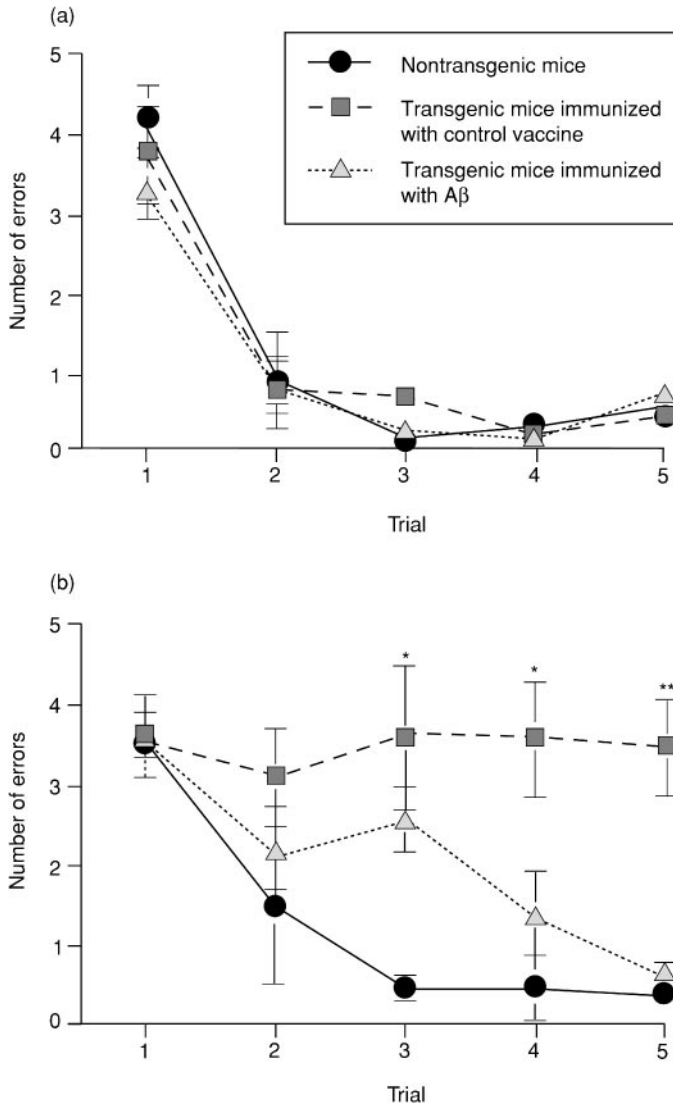 (a)
Nontransgenic mice
Transgenic mice immunized
with control vaccine
Transgenic mice immunized
with Aβ
Number of errors
5
4
3
2
1
0
1 2 3 4 5
Trial
(b)
Number of errors
5
4
3
2
1
0
* * **
1 2 3 4 5
Trial